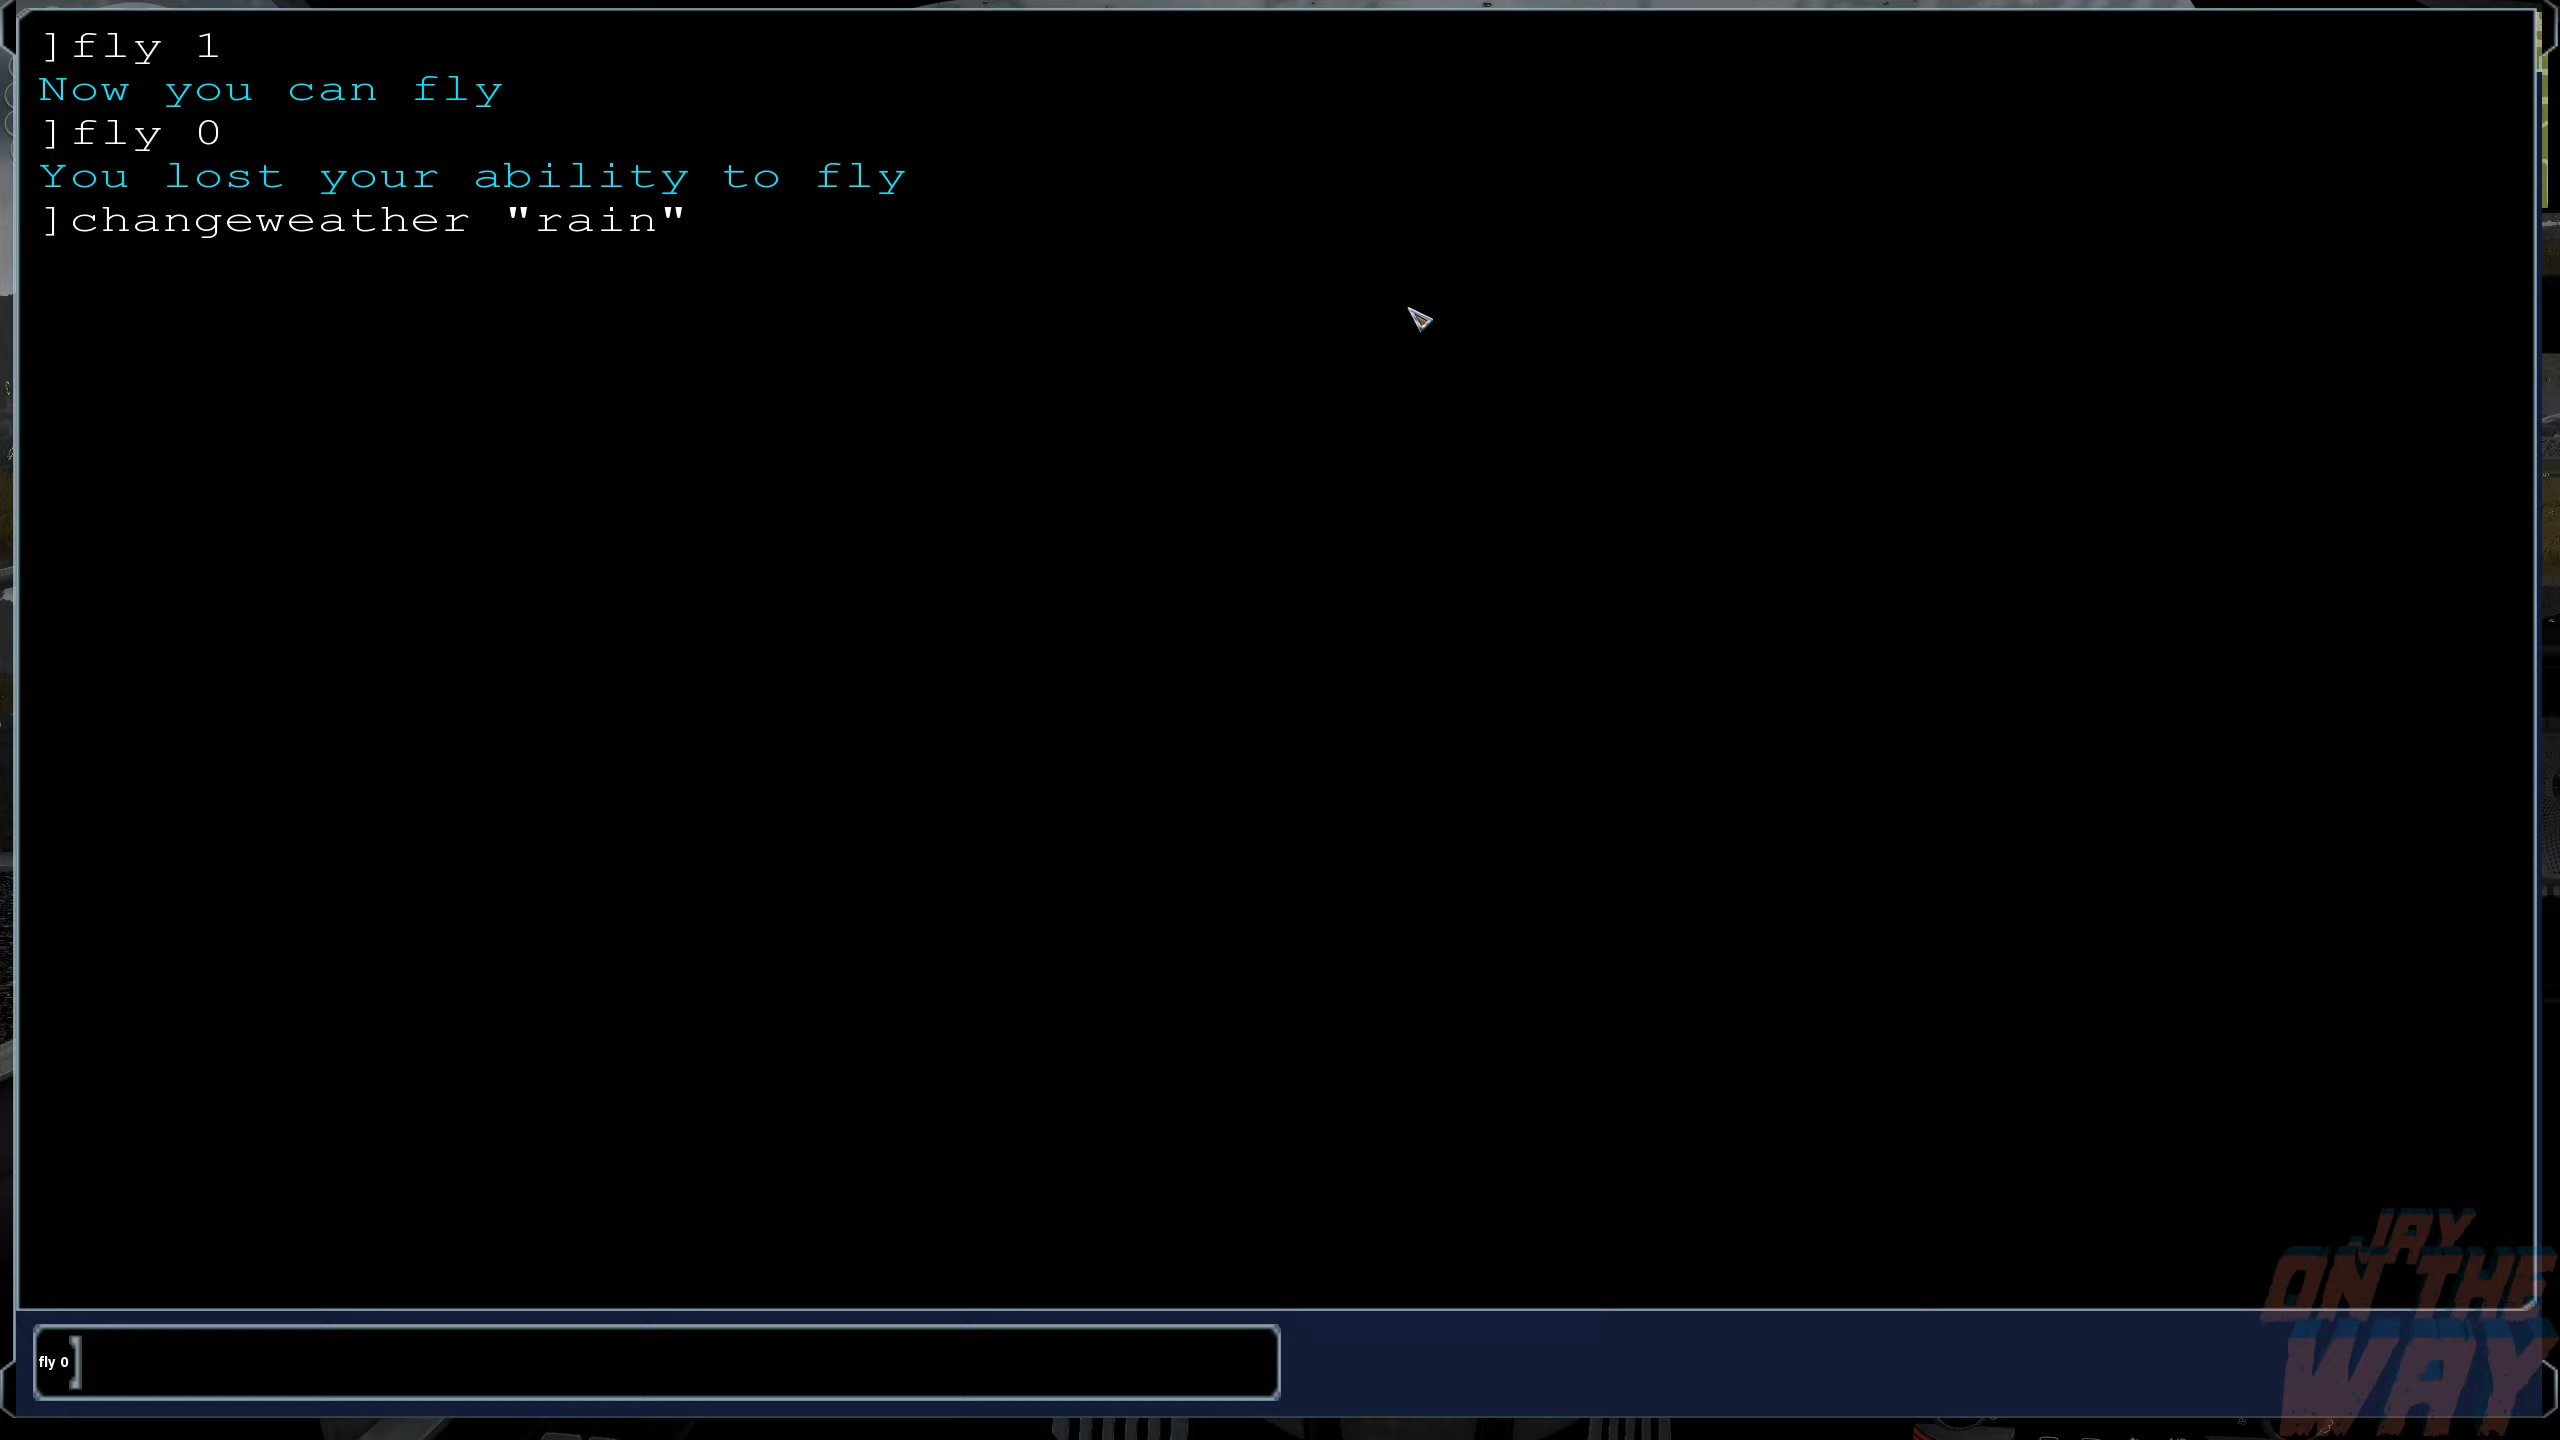 ]fly 1
Now you can fly
]fly 0
You lost your ability to fly
]changeweather "rain"
fly 0
JAY
ON THE
WAY